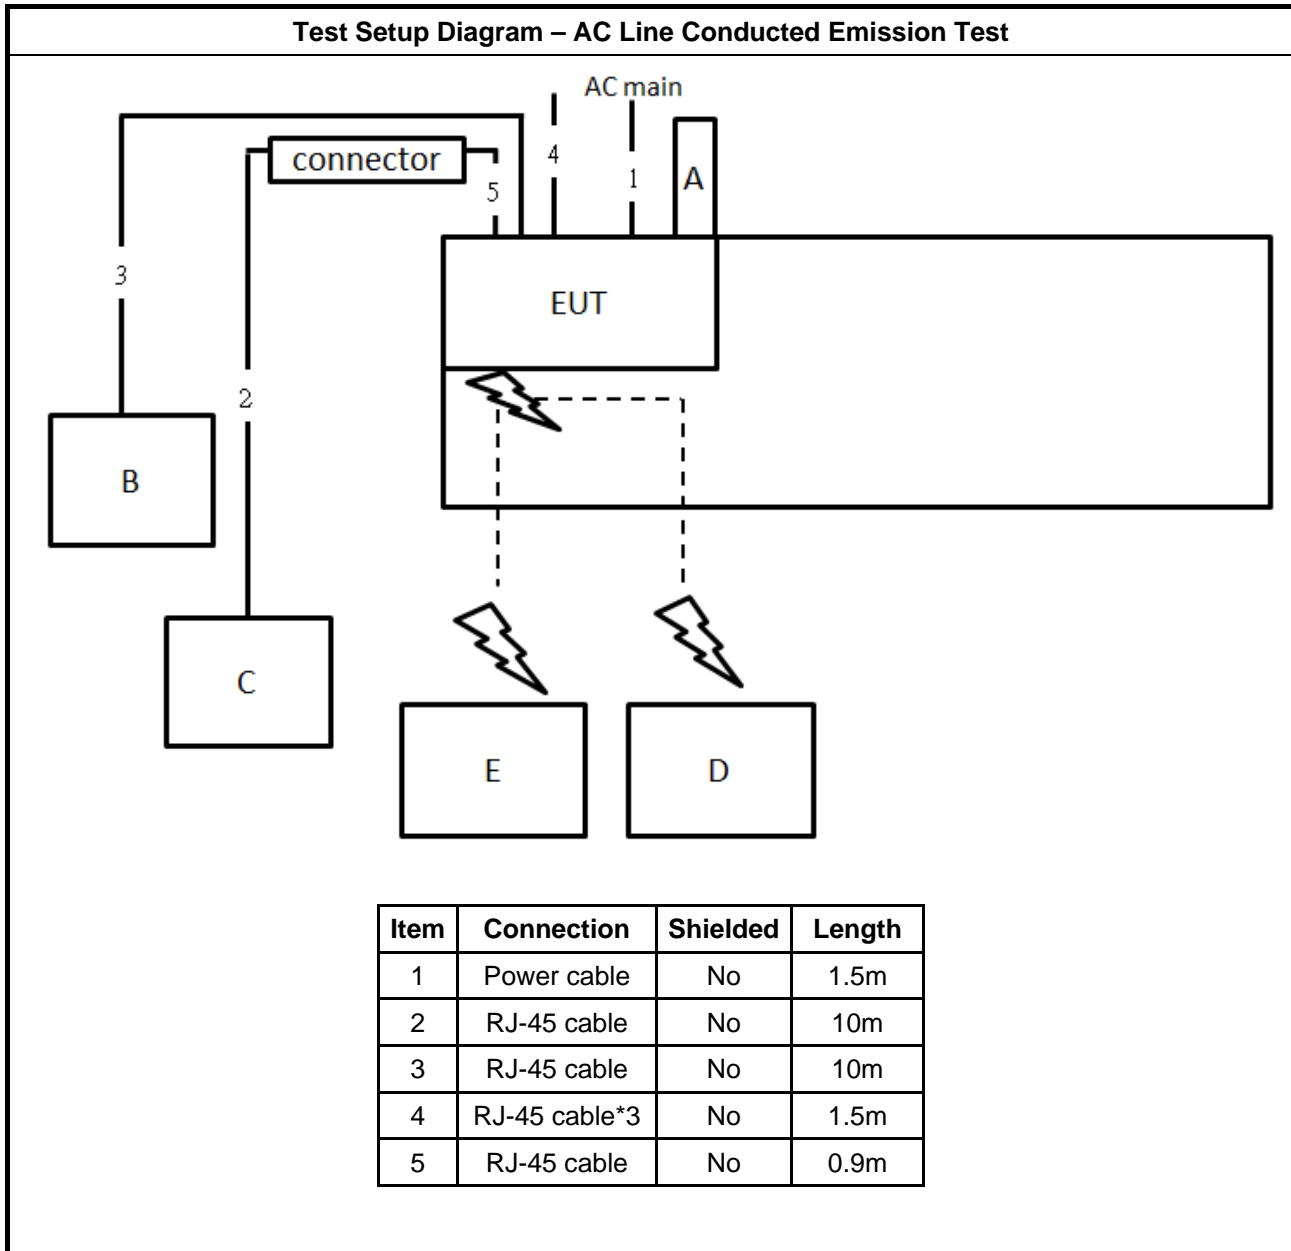 Test Setup Diagram – AC Line Conducted Emission Test
AC main
connector
4
1
A
5
3
EUT
2
B
C
E
D
Item Connection Shielded Length
1 Power cable No 1.5m
2 RJ-45 cable No 10m
3 RJ-45 cable No 10m
4 RJ-45 cable*3 No 1.5m
5 RJ-45 cable No 0.9m